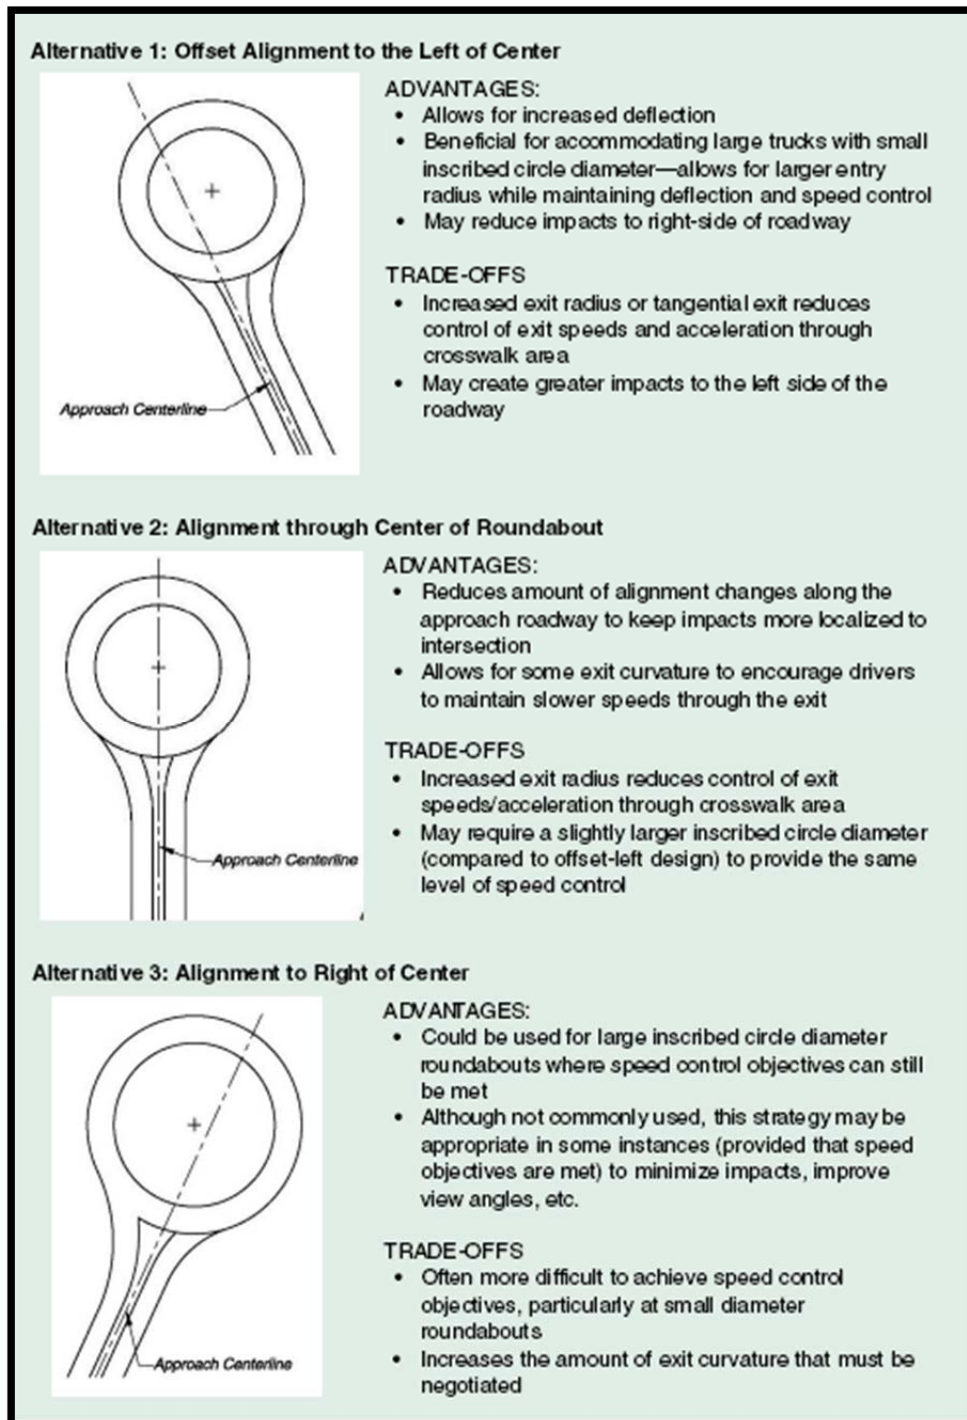 Alternative 1: Offset Alignment to the Left of Center
ADVANTAGES:
• Allows for increased deflection
• Beneficial for accommodating large trucks with small
inscribed circle diameter—allows for larger entry
radius while maintaining deflection and speed control
• May reduce impacts to right-side of roadway
TRADE-OFFS
• Increased exit radius or tangential exit reduces
control of exit speeds and acceleration through
crosswalk area
• May create greater impacts to the left side of the
roadway
Approach Centerline
Alternative 2: Alignment through Center of Roundabout
ADVANTAGES:
• Reduces amount of alignment changes along the
approach roadway to keep impacts more localized to
intersection
• Allows for some exit curvature to encourage drivers
to maintain slower speeds through the exit
TRADE-OFFS
• Increased exit radius reduces control of exit
speeds/acceleration through crosswalk area
• May require a slightly larger inscribed circle diameter
(compared to offset-left design) to provide the same
level of speed control
Approach Centerline
Alternative 3: Alignment to Right of Center
ADVANTAGES:
• Could be used for large inscribed circle diameter
roundabouts where speed control objectives can still
be met
• Although not commonly used, this strategy may be
appropriate in some instances (provided that speed
objectives are met) to minimize impacts, improve
view angles, etc.
TRADE-OFFS
• Often more difficult to achieve speed control
objectives, particularly at small diameter
roundabouts
• Increases the amount of exit curvature that must be
negotiated
Approach Centerline